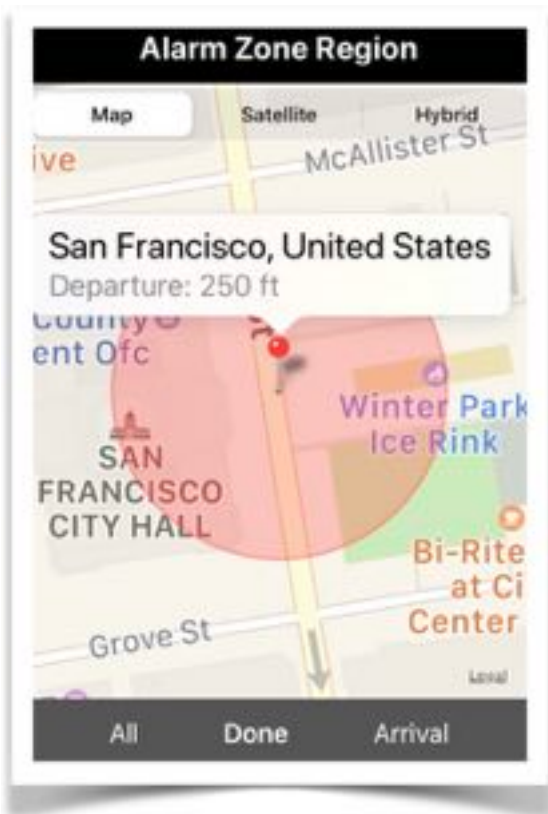 Alarm Zone Region
Map Satellite Hybrid
ive
McAllister St
San Francisco, United States
Departure: 250 ft
County
ent Ofc
Winter Park
Ice Rink
SAN
FRANCISCO
CITY HALL
Bi-Rite
at Ci
Center
Grove St
Legal
All Done Arrival